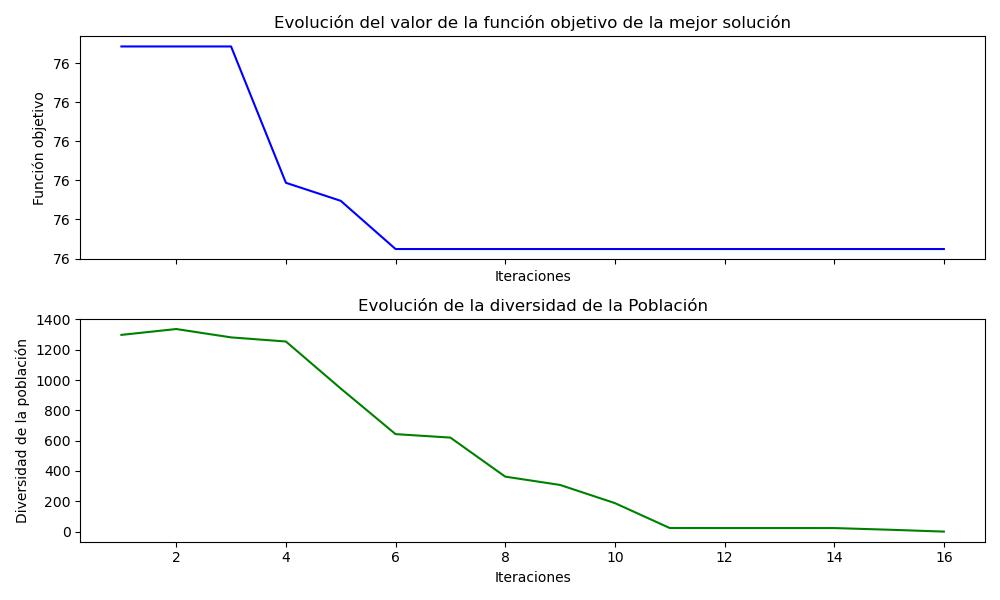 Evolución del valor de la función objetivo de la mejor solución
76
76
76
76
76
76
Función objetivo
Iteraciones
Evolución de la diversidad de la Población
1400
1200
1000
800
600
400
200
0
Diversidad de la población
2 4 6 8 10 12 14 16
Iteraciones